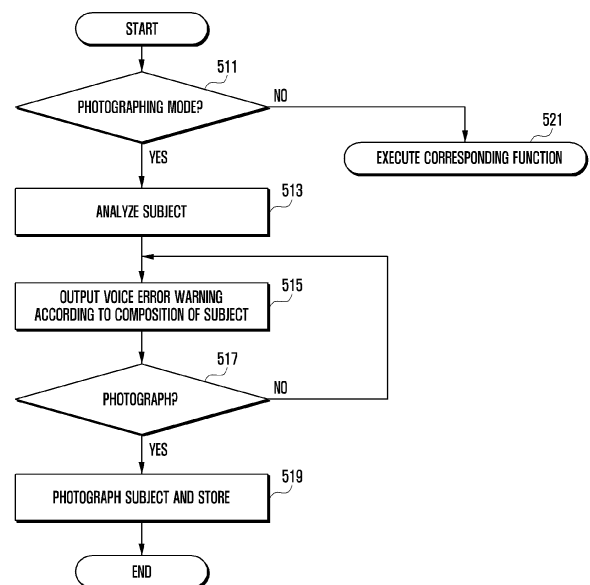 START
511
PHOTOGRAPHING MODE?
NO
521
YES
EXECUTE CORRESPONDING FUNCTION
513
ANALYZE SUBJECT
515
OUTPUT VOICE ERROR WARNING
ACCORDING TO COMPOSITION OF SUBJECT
517
NO
PHOTOGRAPH?
YES
519
PHOTOGRAPH SUBJECT AND STORE
END